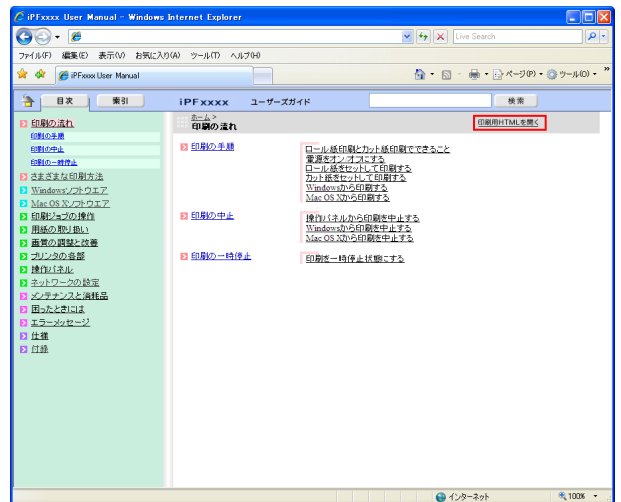 iPFxxxx User Manual - Windows Internet Explorer
Live Search
ファイル(F) 編集(E) 表示(V) お気に入り(A) ツール(T) ヘルプ(H)
iPFxxxx User Manual
ページ(P) ツール(O)
目次 索引 iPFxxxx ユーザーズガイド 検索
ホーム >
印刷の流れ
印刷用HTMLを開く
印刷の流れ
印刷の手順
印刷の中止
印刷の一時停止
さまざまな印刷方法
Windowsソフトウエア
Mac OS Xソフトウエア
印刷ジョブの操作
用紙の取り扱い
画質の調整と改善
プリンタの各部
操作パネル
ネットワークの設定
メンテナンスと消耗品
困ったときには
エラーメッセージ
仕様
付録
印刷の手順
ロール紙印刷とカット紙印刷でできること
電源をオン/オフにする
ロール紙をセットして印刷する
カット紙をセットして印刷する
Windowsから印刷する
Mac OS Xから印刷する
印刷の中止
操作パネルから印刷を中止する
Windowsから印刷を中止する
Mac OS Xから印刷を中止する
印刷の一時停止
印刷を一時停止状態にする
インターネット 100%